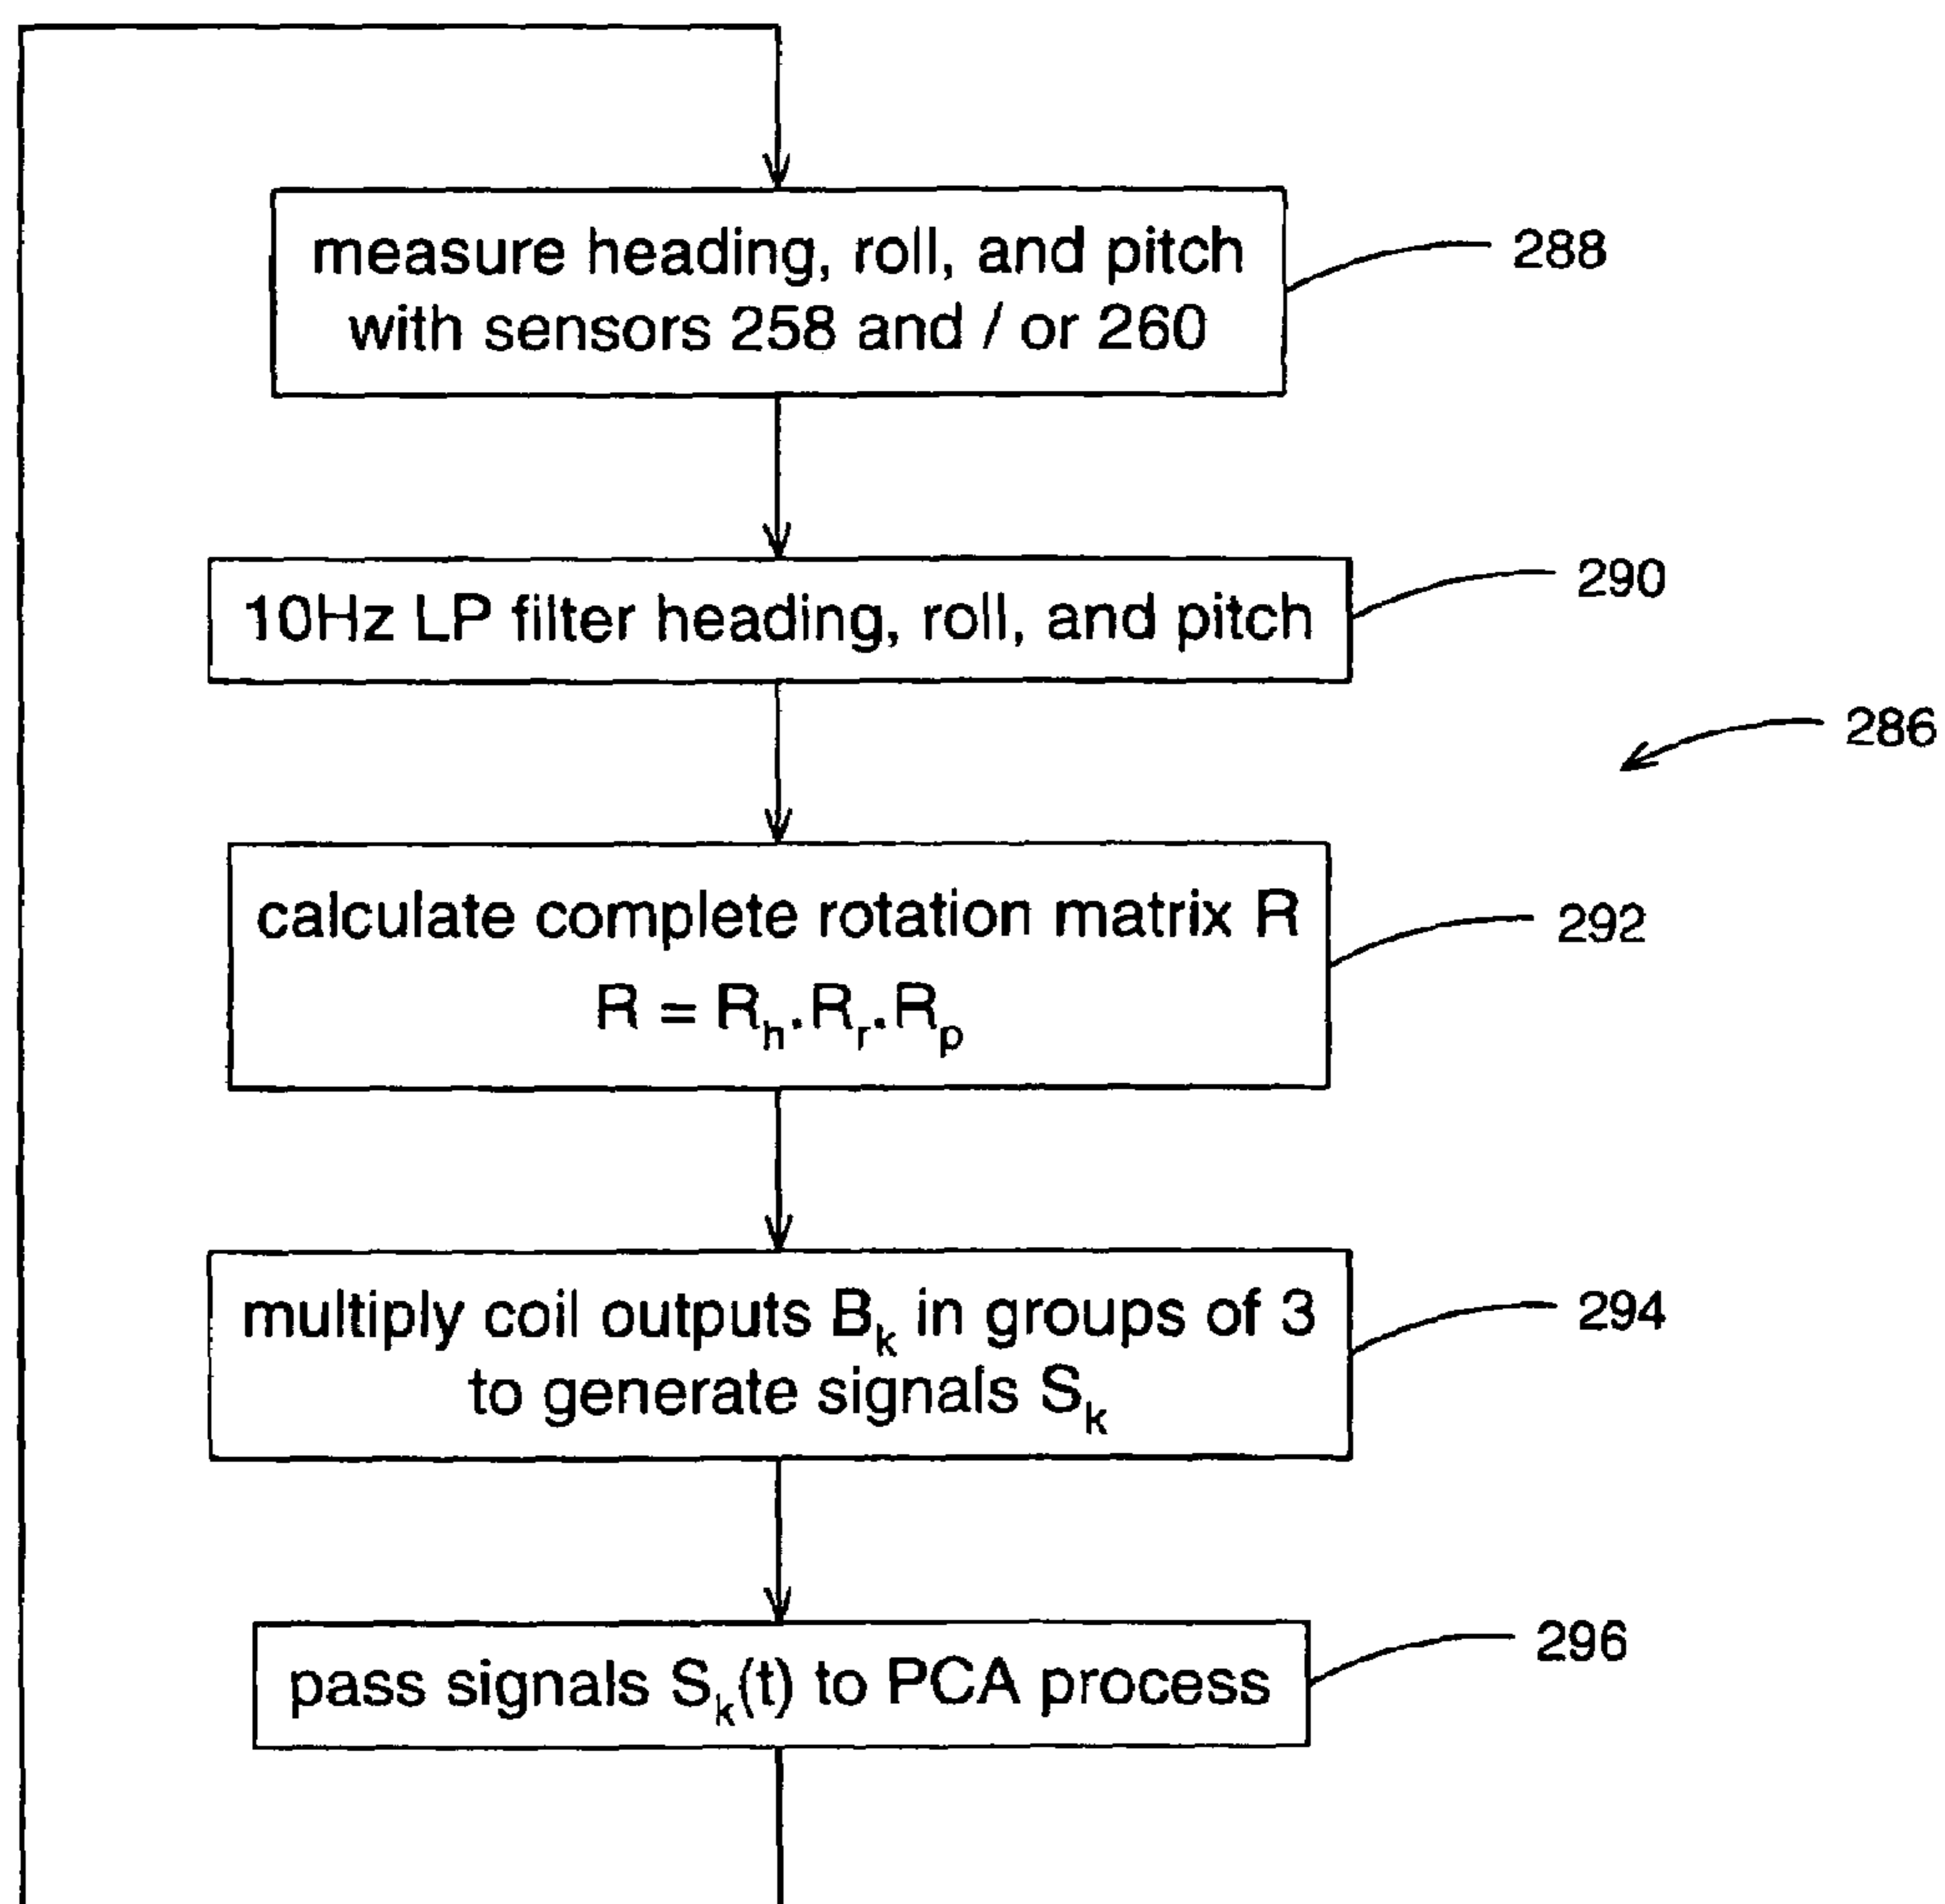 measure heading, roll, and pitch
with sensors 258 and / or 260
288
10Hz LP filter heading, roll, and pitch
290
286
calculate complete rotation matrix R
R = Rₕ.Rᵣ.Rₚ
292
multiply coil outputs Bₖ in groups of 3
to generate signals Sₖ
294
pass signals Sₖ(t) to PCA process
296